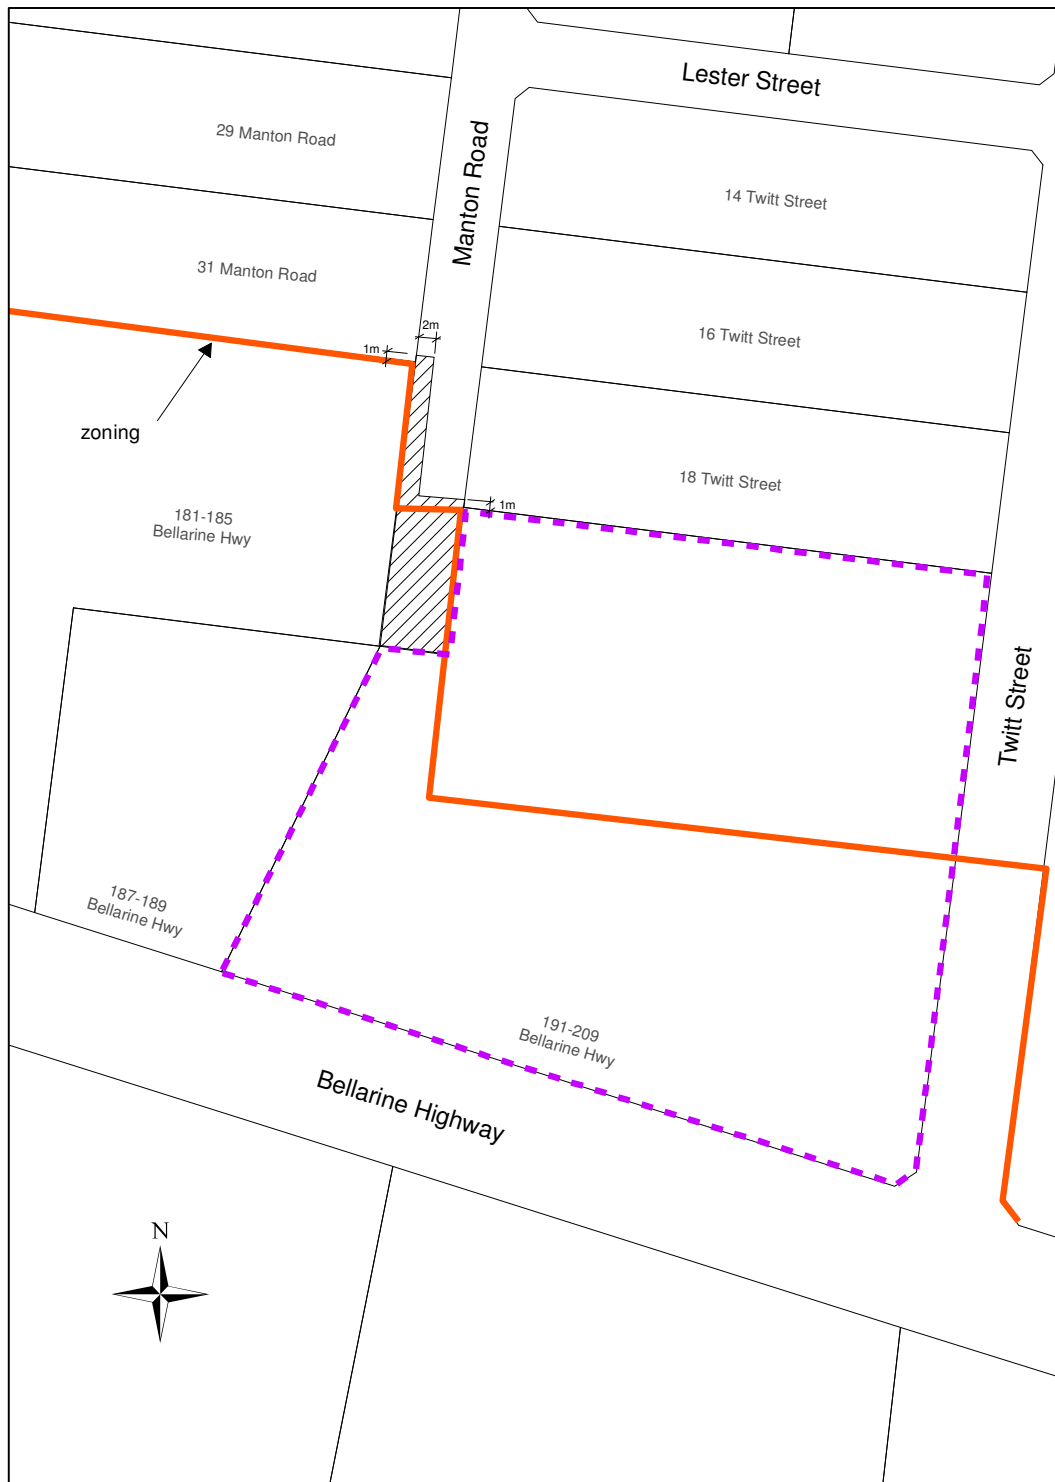 Lester Street
29 Manton Road
Manton Road
14 Twitt Street
31 Manton Road
2m
16 Twitt Street
1m
zoning
18 Twitt Street
1m
181-185
Bellarine Hwy
Twitt Street
187-189
Bellarine Hwy
191-209
Bellarine Hwy
Bellarine Highway
N